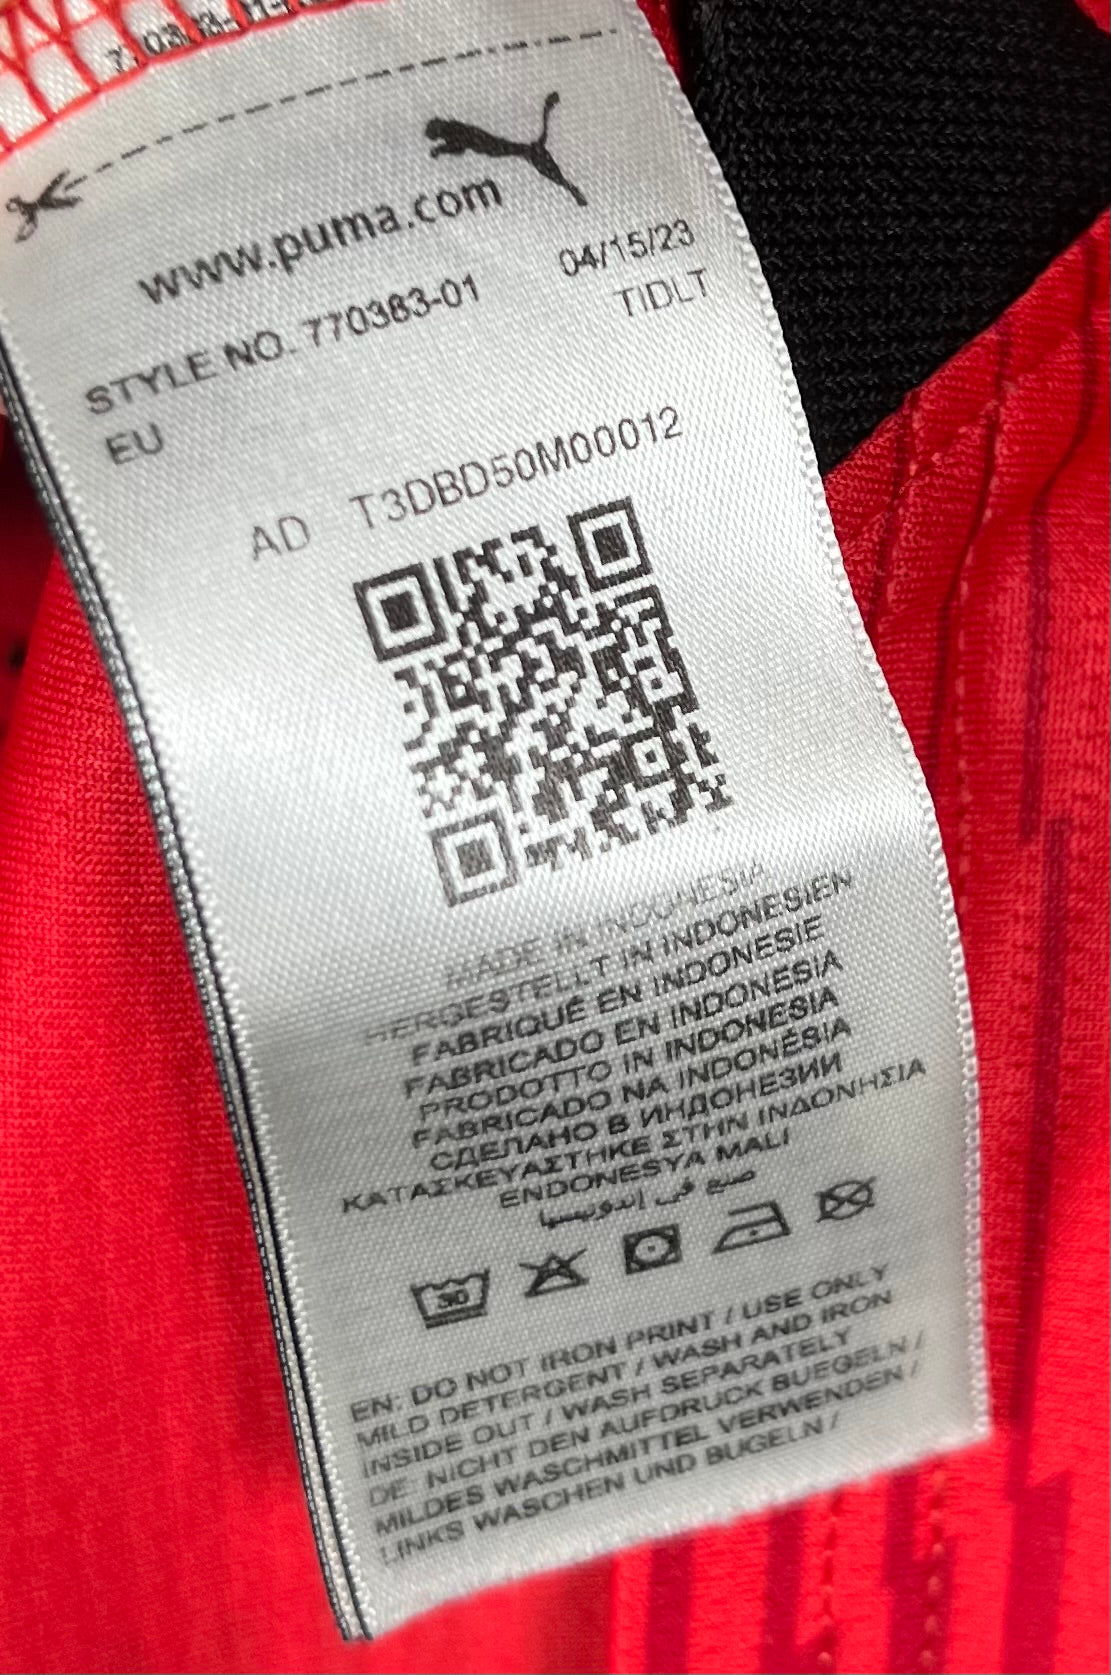 www.puma.com
STYLE NO. 770383-01 04/15/23
EU TIDLT
AD T3DBD50M00012
MADE IN INDONESIA
HERGESTELLT IN INDONESIEN
FABRIQUÉ EN INDONESIE
FABRICADO EN INDONESIA
PRODOTTO IN INDONESIA
FABRICADO NA INDONÉSIA
СДЕЛАНО В ИНДОНЕЗИИ
ΚΑΤΑΣΚΕΥΑΣΤΗΚΕ ΣΤΗΝ ΙΝΔΟΝΗΣΙΑ
ENDONESYA MALI
صنع في إندونيسيا
30
EN: DO NOT IRON PRINT / USE ONLY
MILD DETERGENT / WASH AND IRON
INSIDE OUT / WASH SEPARATELY
DE: NICHT DEN AUFDRUCK BUEGELN /
MILDES WASCHMITTEL VERWENDEN /
LINKS WASCHEN UND BUGELN /